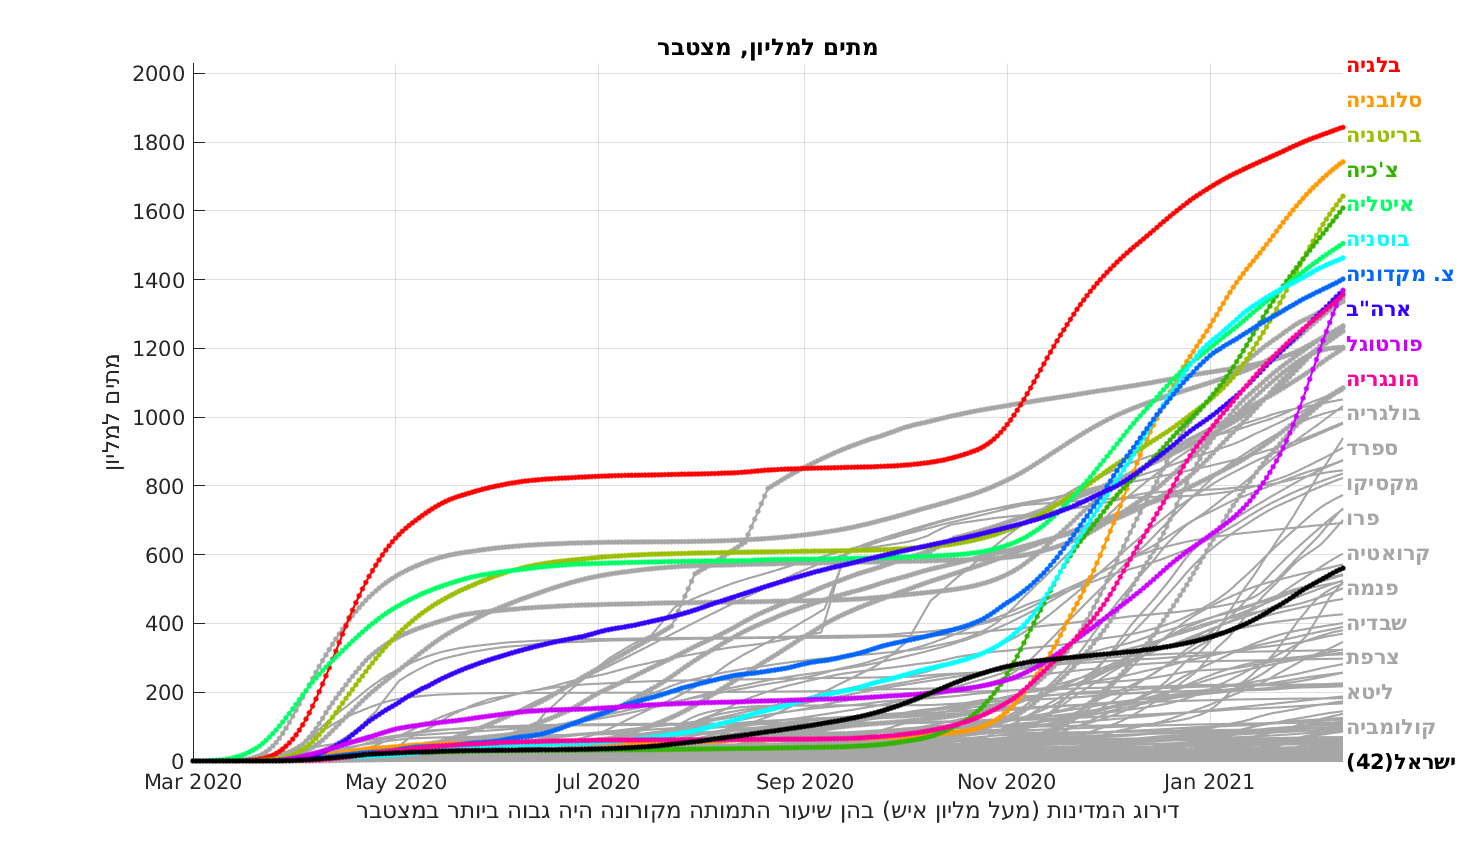 מתים למליון, מצטבר
מתים למליון
2000
1800
1600
1400
1200
1000
800
600
400
200
0
Mar 2020
May 2020
Jul 2020
Sep 2020
Nov 2020
Jan 2021
דירוג המדינות (מעל מליון איש) בהן שיעור התמותה מקורונה היה גבוה ביותר במצטבר
בלגיה
סלובניה
בריטניה
צ'כיה
איטליה
בוסניה
צ. מקדוניה
ארה"ב
פורטוגל
הונגריה
בולגריה
ספרד
מקסיקו
פרו
קרואטיה
פנמה
שבדיה
צרפת
ליטא
קולומביה
ישראל(42)